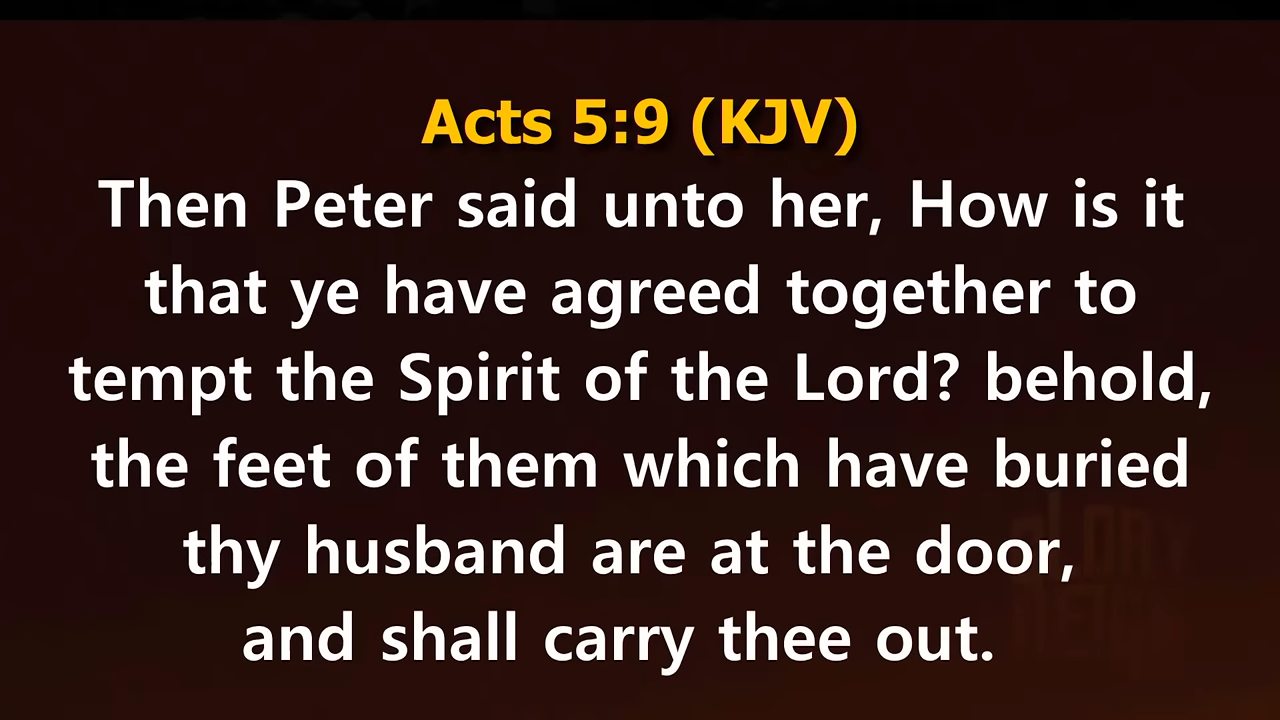 Acts 5:9 (KJV)
Then Peter said unto her, How is it
that ye have agreed together to
tempt the Spirit of the Lord? behold,
the feet of them which have buried
thy husband are at the door,
and shall carry thee out.